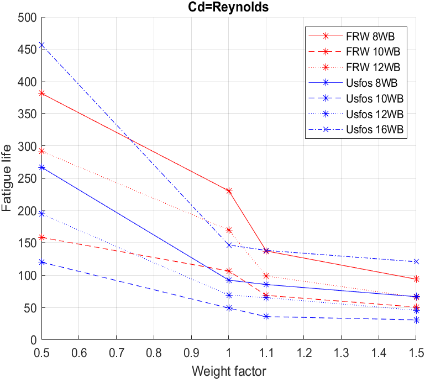 Cd=Reynolds
500
450
400
350
300
250
200
150
100
50
0
Fatigue life
FRW 8WB
FRW 10WB
FRW 12WB
Usfos 8WB
Usfos 10WB
Usfos 12WB
Usfos 16WB
0.5 0.6 0.7 0.8 0.9 1 1.1 1.2 1.3 1.4 1.5
Weight factor